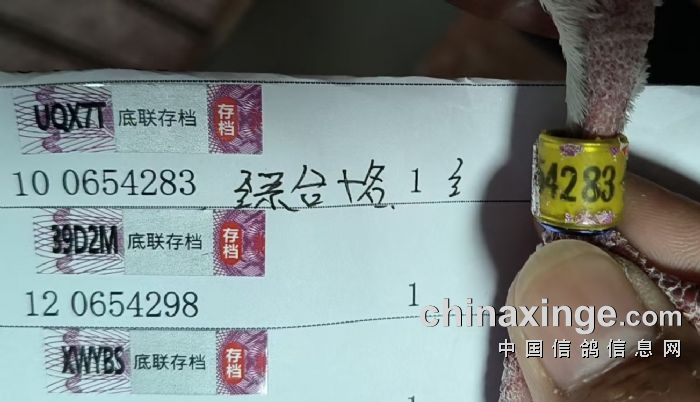 UQX7T 底联存档 存档
10 0654283 综合格 1
4283
39D2M 底联存档 存档
12 0654298 1
chinaxinge.com
中国信鸽信息网
XWYBS 底联存档 存档